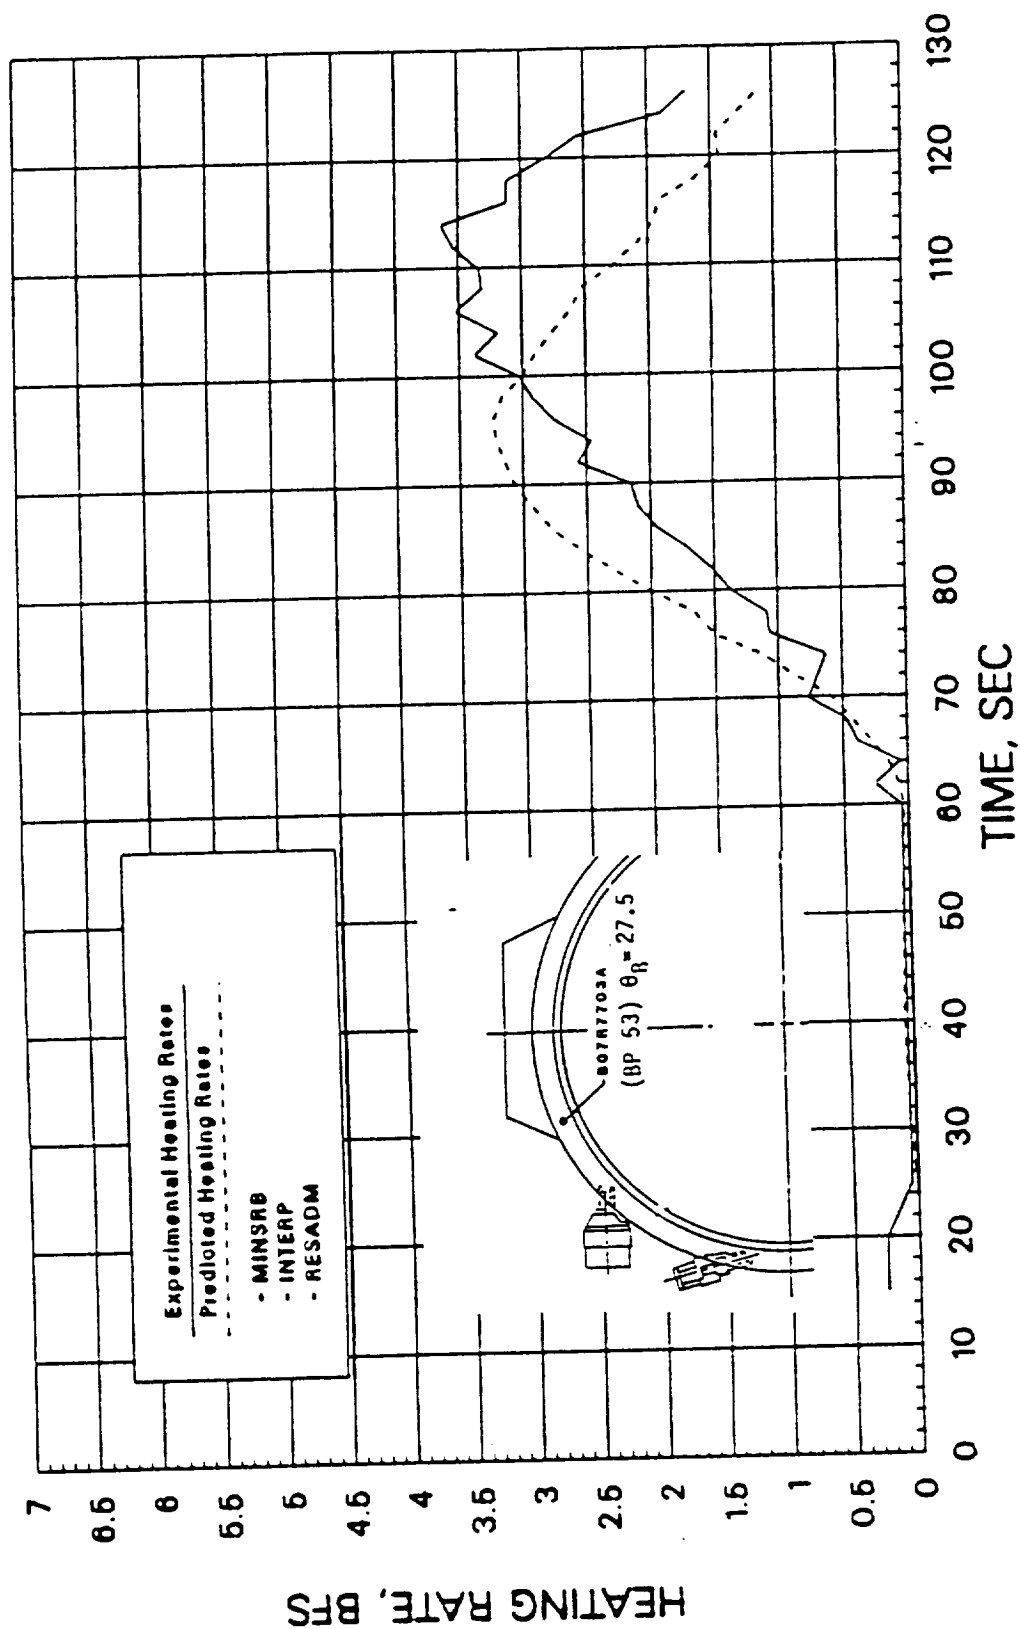 HEATING RATE, BFS
7
6.5
6
5.5
5
4.5
4
3.5
3
2.5
2
1.5
1
0.5
0
Experimental Heating Rates
Predicted Heating Rates
- MINSRB
- INTERP
- RESADM
B07R7703A
(BP 53) θR = 27.5
0 10 20 30 40 50 60 70 80 90 100 110 120 130
TIME, SEC